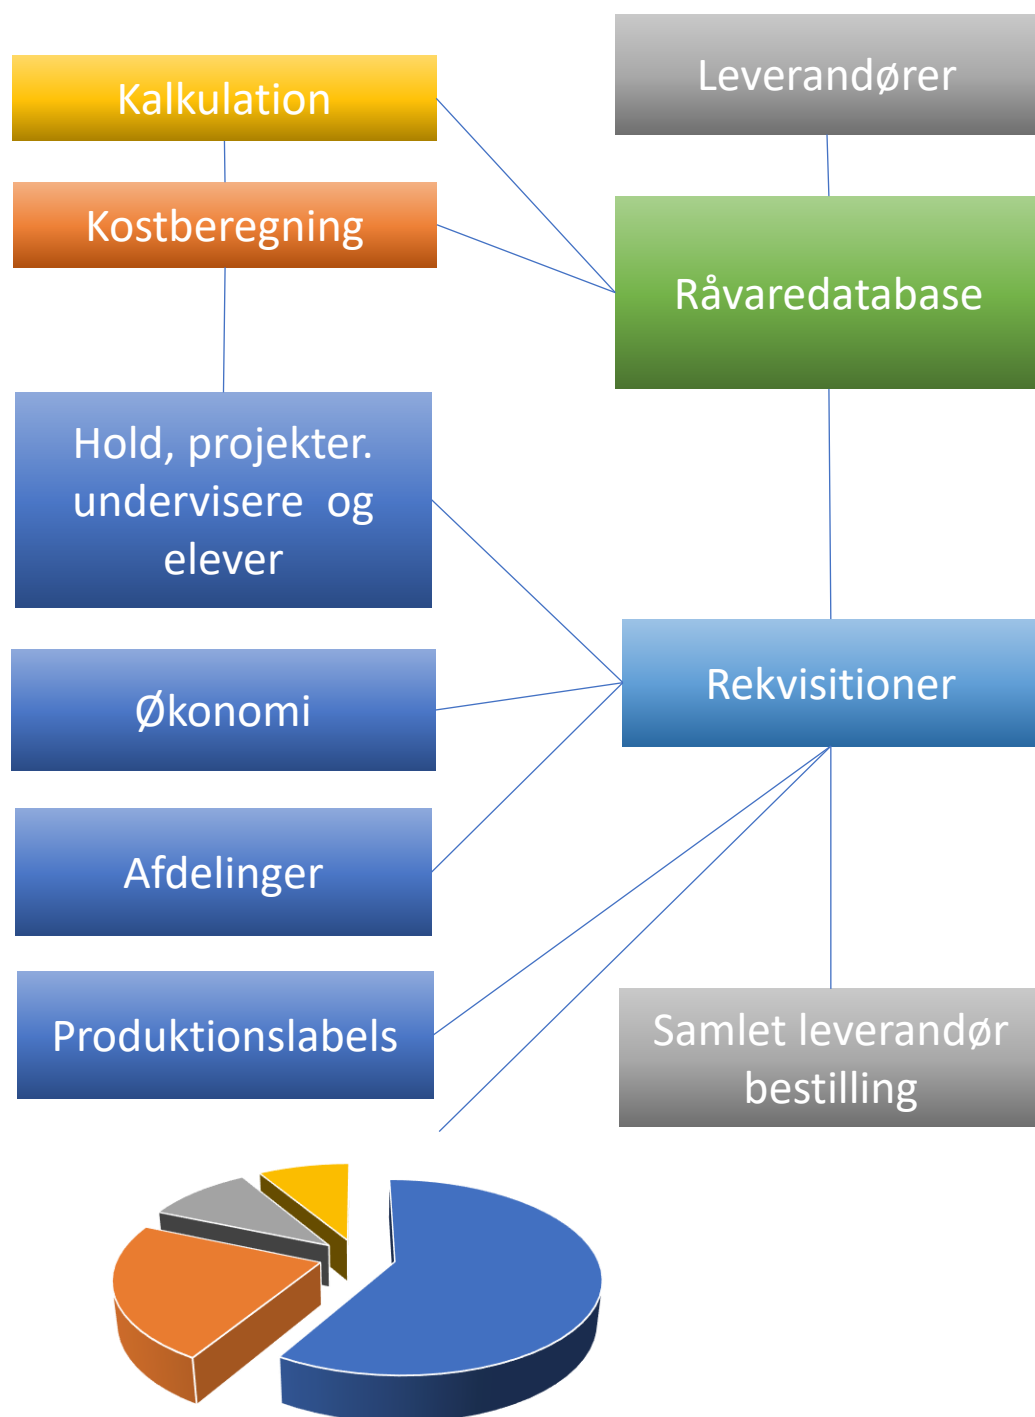 Kalkulation
Leverandører
Kostberegning
Råvaredatabase
Hold, projekter.
undervisere  og
elever
Rekvisitioner
Økonomi
Afdelinger
Produktionslabels
Samlet leverandør
bestilling